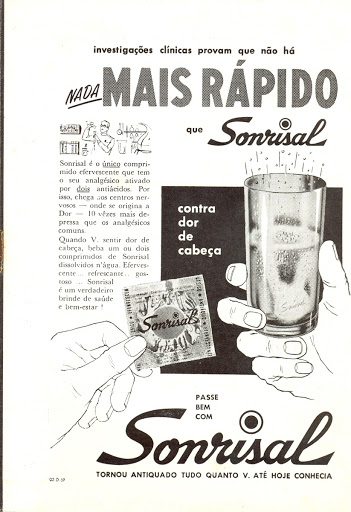 investigações clínicas provam que não há
NADA MAIS RÁPIDO
que Sonrisal
Sonrisal é o único compri-
mido efervescente que tem
o seu analgésico ativado
por dois antiácidos. Por
isso, chega aos centros ner-
vosos — onde se origina a
Dor — 10 vêzes mais de-
pressa que os analgésicos
comuns.
Quando V. sentir dor de
cabeça, beba um ou dois
comprimidos de Sonrisal
dissolvidos n'água. Eferves-
cente... refrescante... gos-
toso ... Sonrisal
é um verdadeiro
brinde de saúde
e bem-estar !
contra
dor
de
cabeça
Sonrisal
PASSE
BEM
COM
Sonrisal
TORNOU ANTIQUADO TUDO QUANTO V. ATÉ HOJE CONHECIA